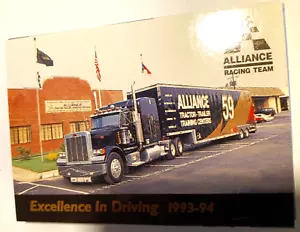 ALLIANCE
RACING TEAM
ALLIANCE
TRACTOR-TRAILER
TRAINING CENTERS
59
Excellence In Driving 1993-94